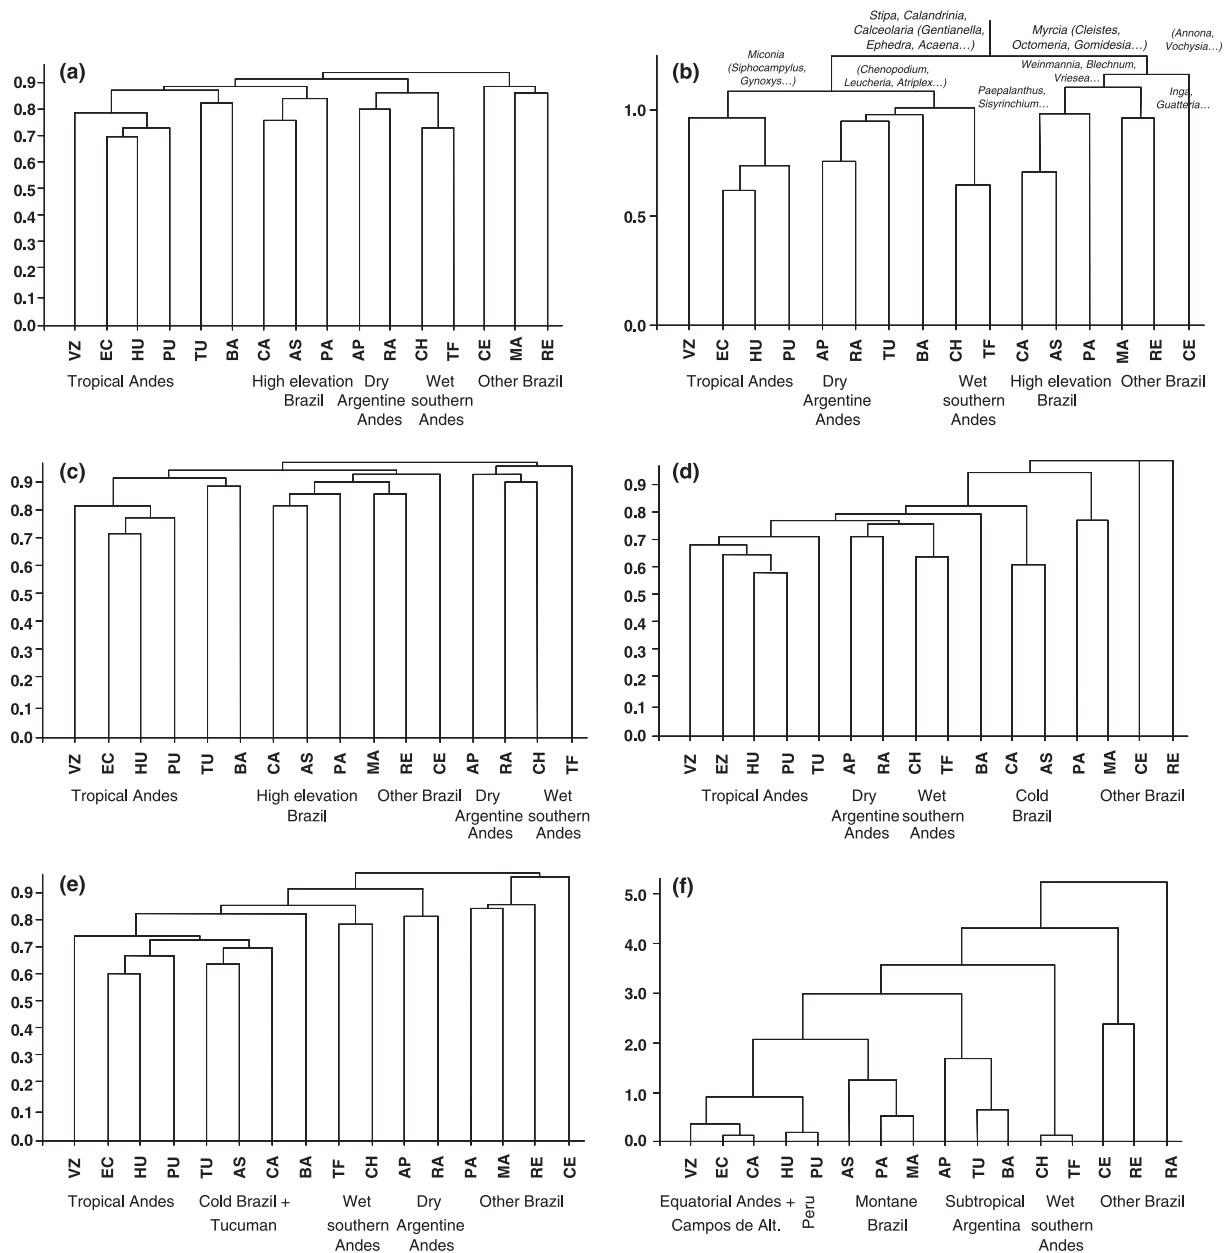 (a)
0.9
0.8
0.7
0.6
0.5
0.4
0.3
0.2
0.1
0.0
VZ EC HU PU TU BA CA AS PA AP RA CH TF CE MA RE
Tropical Andes High elevation Dry Wet Other Brazil
Brazil Argentine southern
Andes Andes
(b)
Stipa, Calandrinia,
Calceolaria (Gentianella,
Ephedra, Acaena…)
Myrcia (Cleistes,
Octomeria, Gomidesia…)
(Annona,
Vochysia…)
Miconia
(Siphocampylus,
Gynoxys…)
(Chenopodium,
Leucheria, Atriplex…)
Weinmannia, Blechnum,
Vriesea…
Paepalanthus,
Sisyrinchium…
Inga,
Guatteria…
1.0
0.5
0.0
VZ EC HU PU AP RA TU BA CH TF CA AS PA MA RE CE
Tropical Andes Dry Wet High elevation Other Brazil
Argentine southern Brazil
Andes Andes
(c)
0.9
0.8
0.7
0.6
0.5
0.4
0.3
0.2
0.1
0.0
VZ EC HU PU TU BA CA AS PA MA RE CE AP RA CH TF
Tropical Andes High elevation Other Brazil Dry Wet
Brazil Argentine southern
Andes Andes
(d)
0.9
0.8
0.7
0.6
0.5
0.4
0.3
0.2
0.1
0.0
VZ EZ HU PU TU AP RA CH TF BA CA AS PA MA CE RE
Tropical Andes Dry Wet Cold Other Brazil
Argentine southern Brazil
Andes Andes
(e)
0.9
0.8
0.7
0.6
0.5
0.4
0.3
0.2
0.1
0.0
VZ EC HU PU TU AS CA BA TF CH AP RA PA MA RE CE
Tropical Andes Cold Brazil + Wet Dry Other Brazil
Tucuman southern Argentine
Andes Andes
(f)
5.0
4.0
3.0
2.0
1.0
0.0
VZ EC CA HU PU AS PA MA AP TU BA CH TF CE RE RA
Equatorial Andes + Peru Montane Subtropical Wet Other Brazil
Campos de Alt. Brazil Argentina southern
Andes